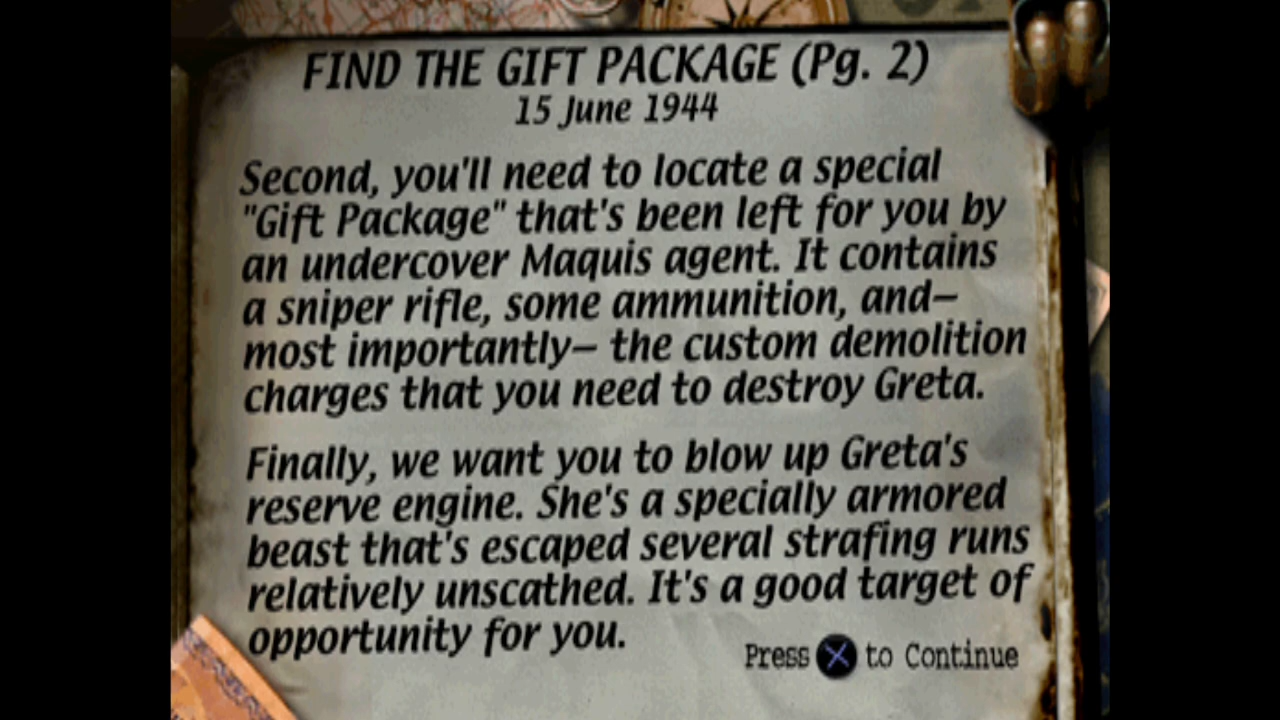 FIND THE GIFT PACKAGE (Pg. 2)
15 June 1944
Second, you'll need to locate a special
"Gift Package" that's been left for you by
an undercover Maquis agent. It contains
a sniper rifle, some ammunition, and—
most importantly— the custom demolition
charges that you need to destroy Greta.
Finally, we want you to blow up Greta's
reserve engine. She's a specially armored
beast that's escaped several strafing runs
relatively unscathed. It's a good target of
opportunity for you.
Press X to Continue